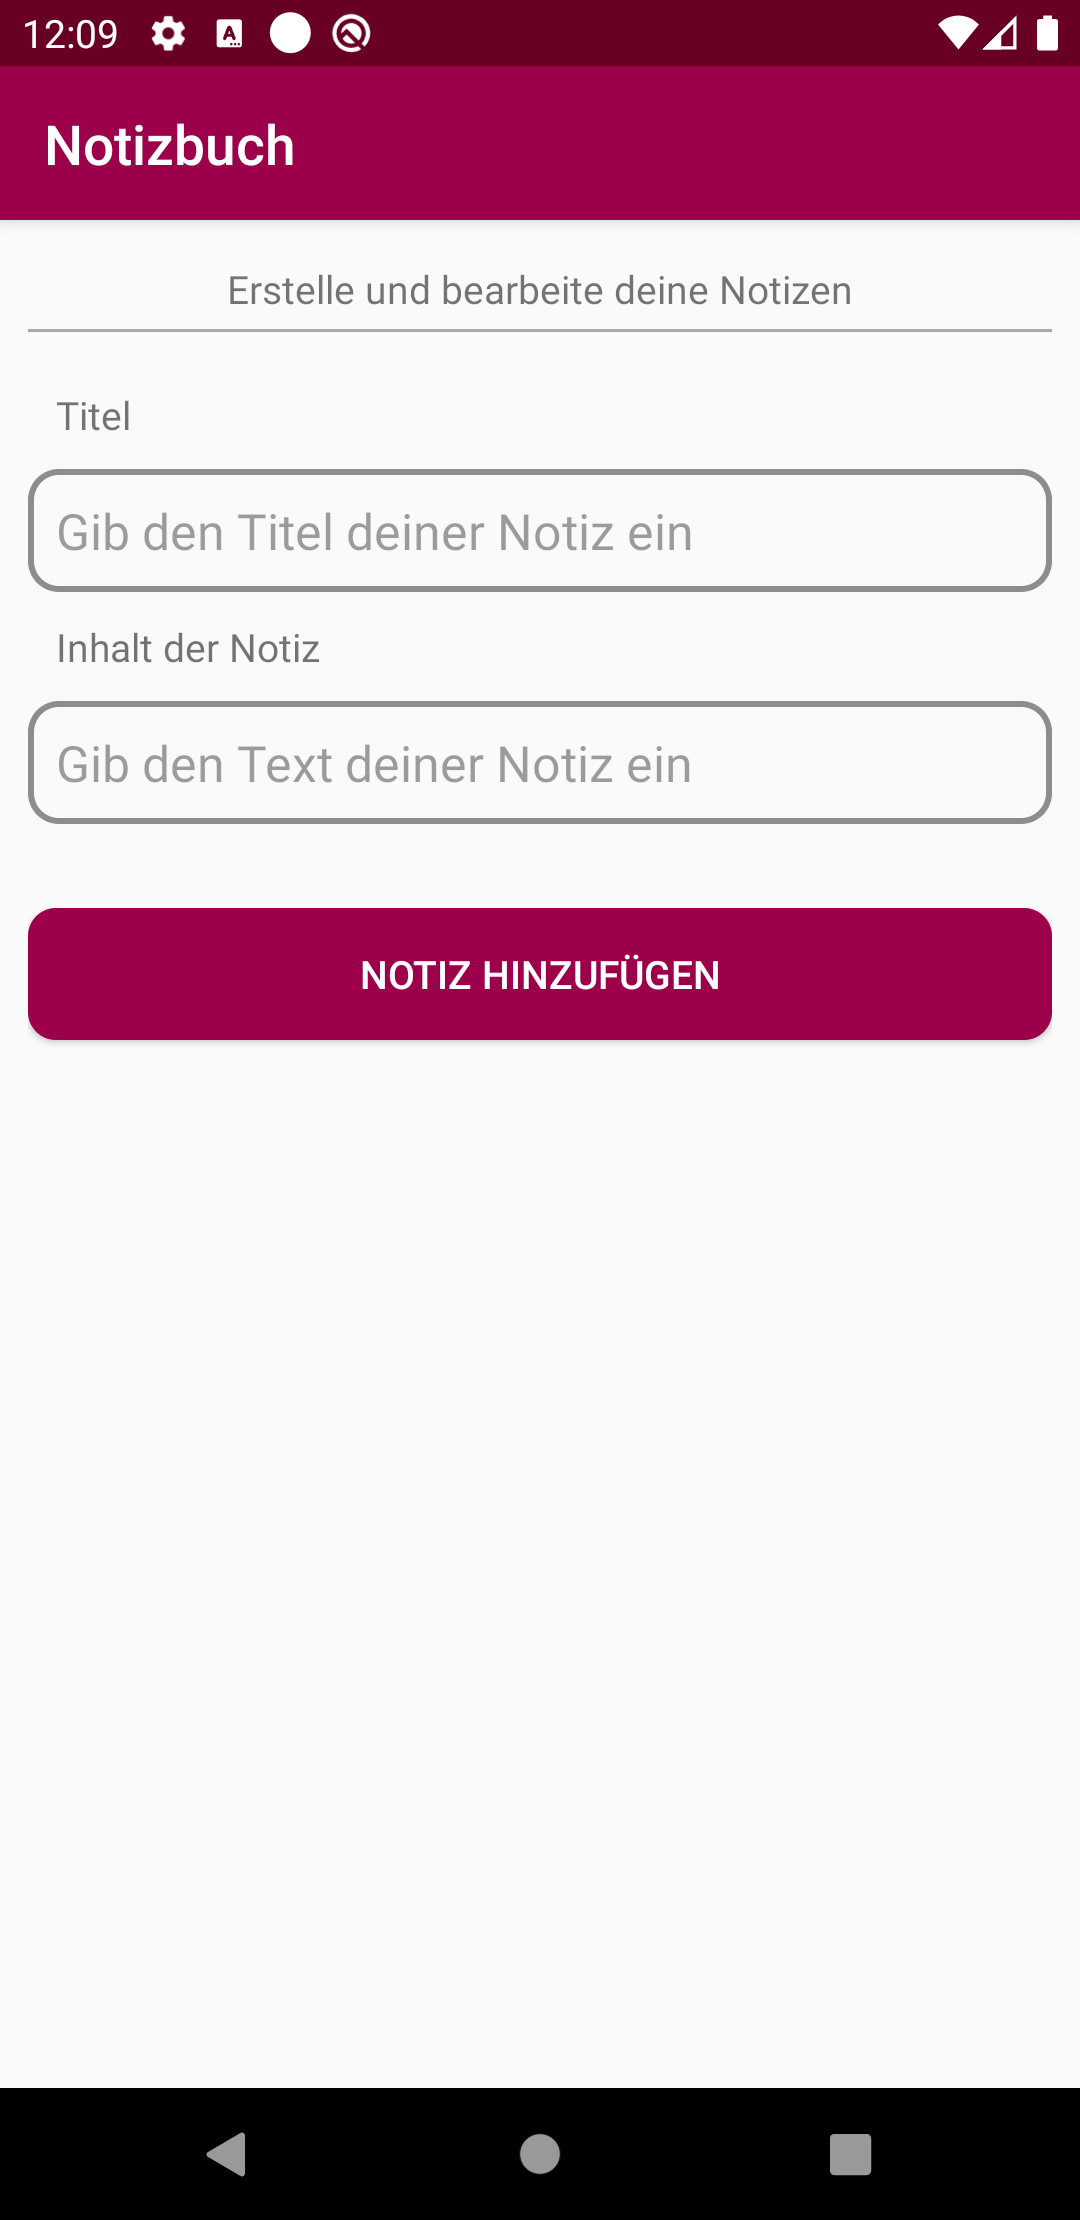 12:09
Notizbuch
Erstelle und bearbeite deine Notizen
Titel
Gib den Titel deiner Notiz ein
Inhalt der Notiz
Gib den Text deiner Notiz ein
NOTIZ HINZUFÜGEN